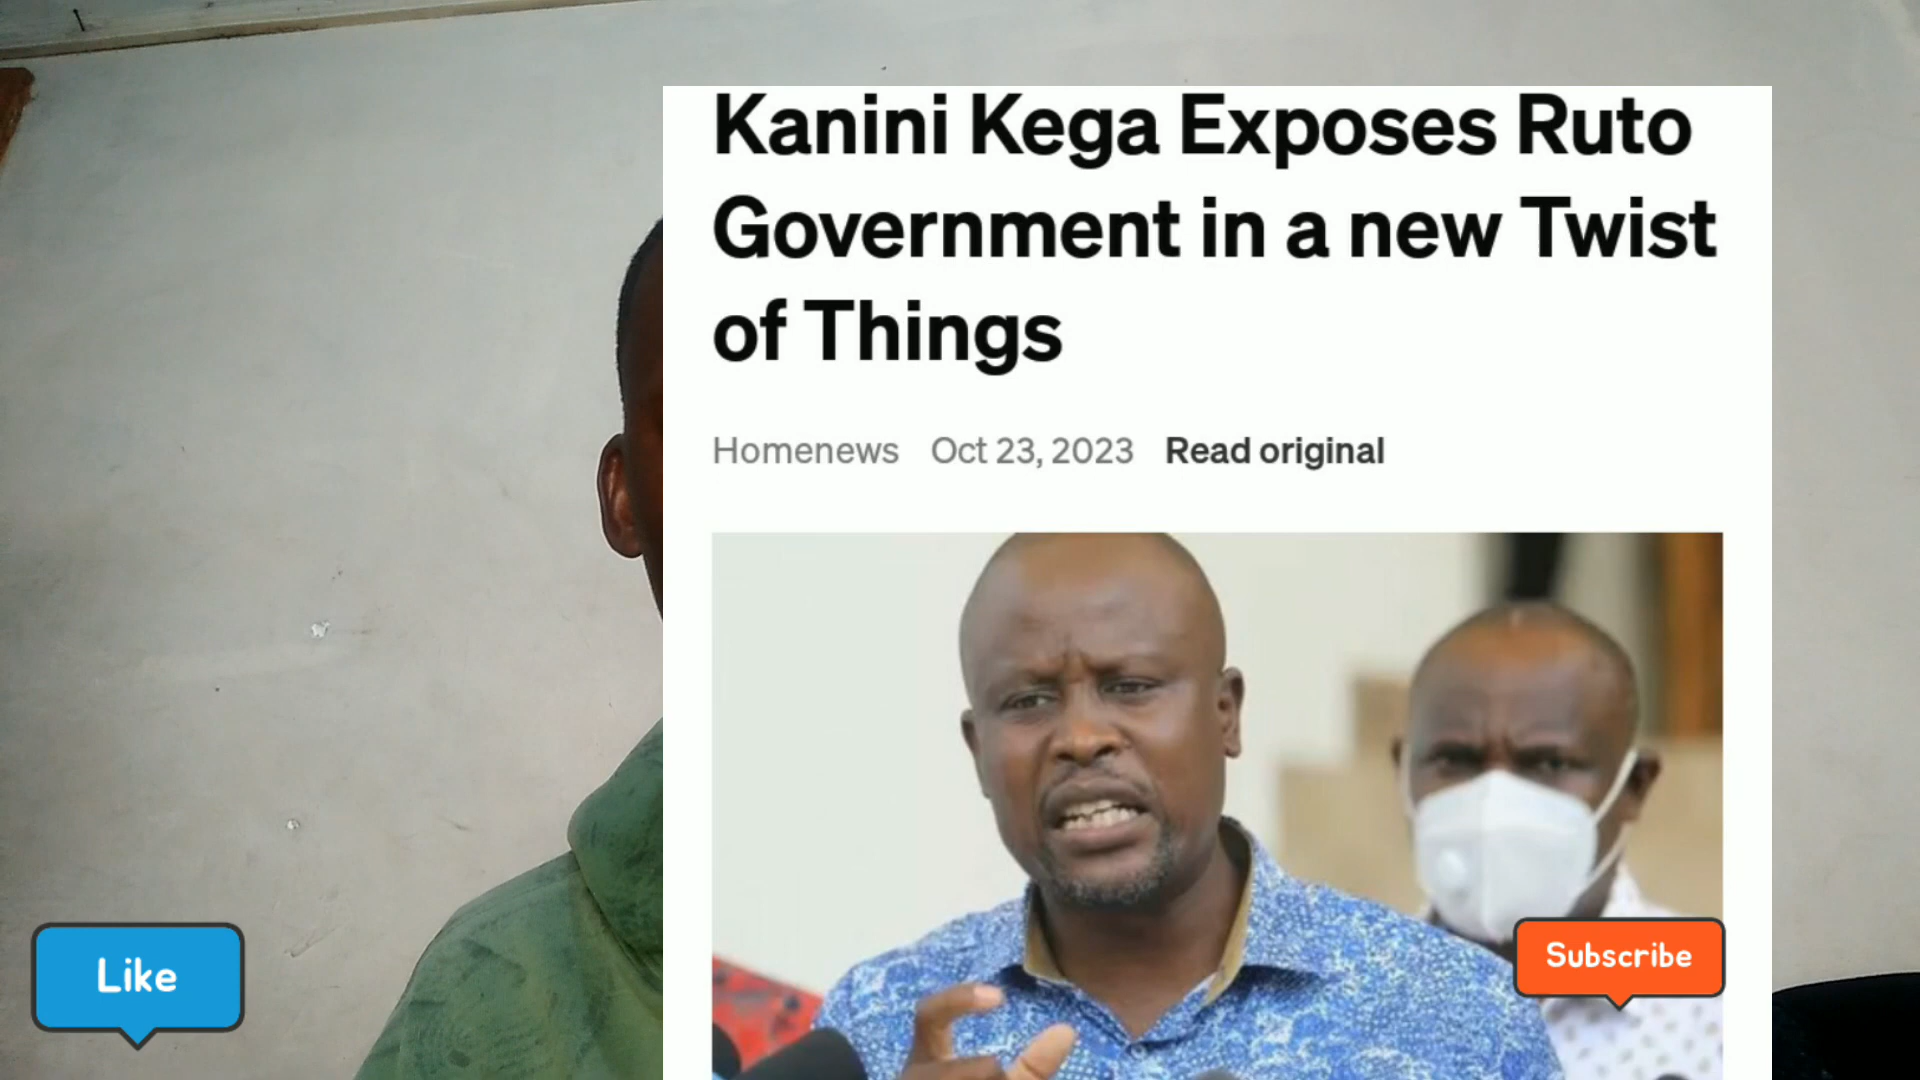 Kanini Kega Exposes Ruto
Government in a new Twist
of Things
Homenews Oct 23, 2023 Read original
Like
Subscribe